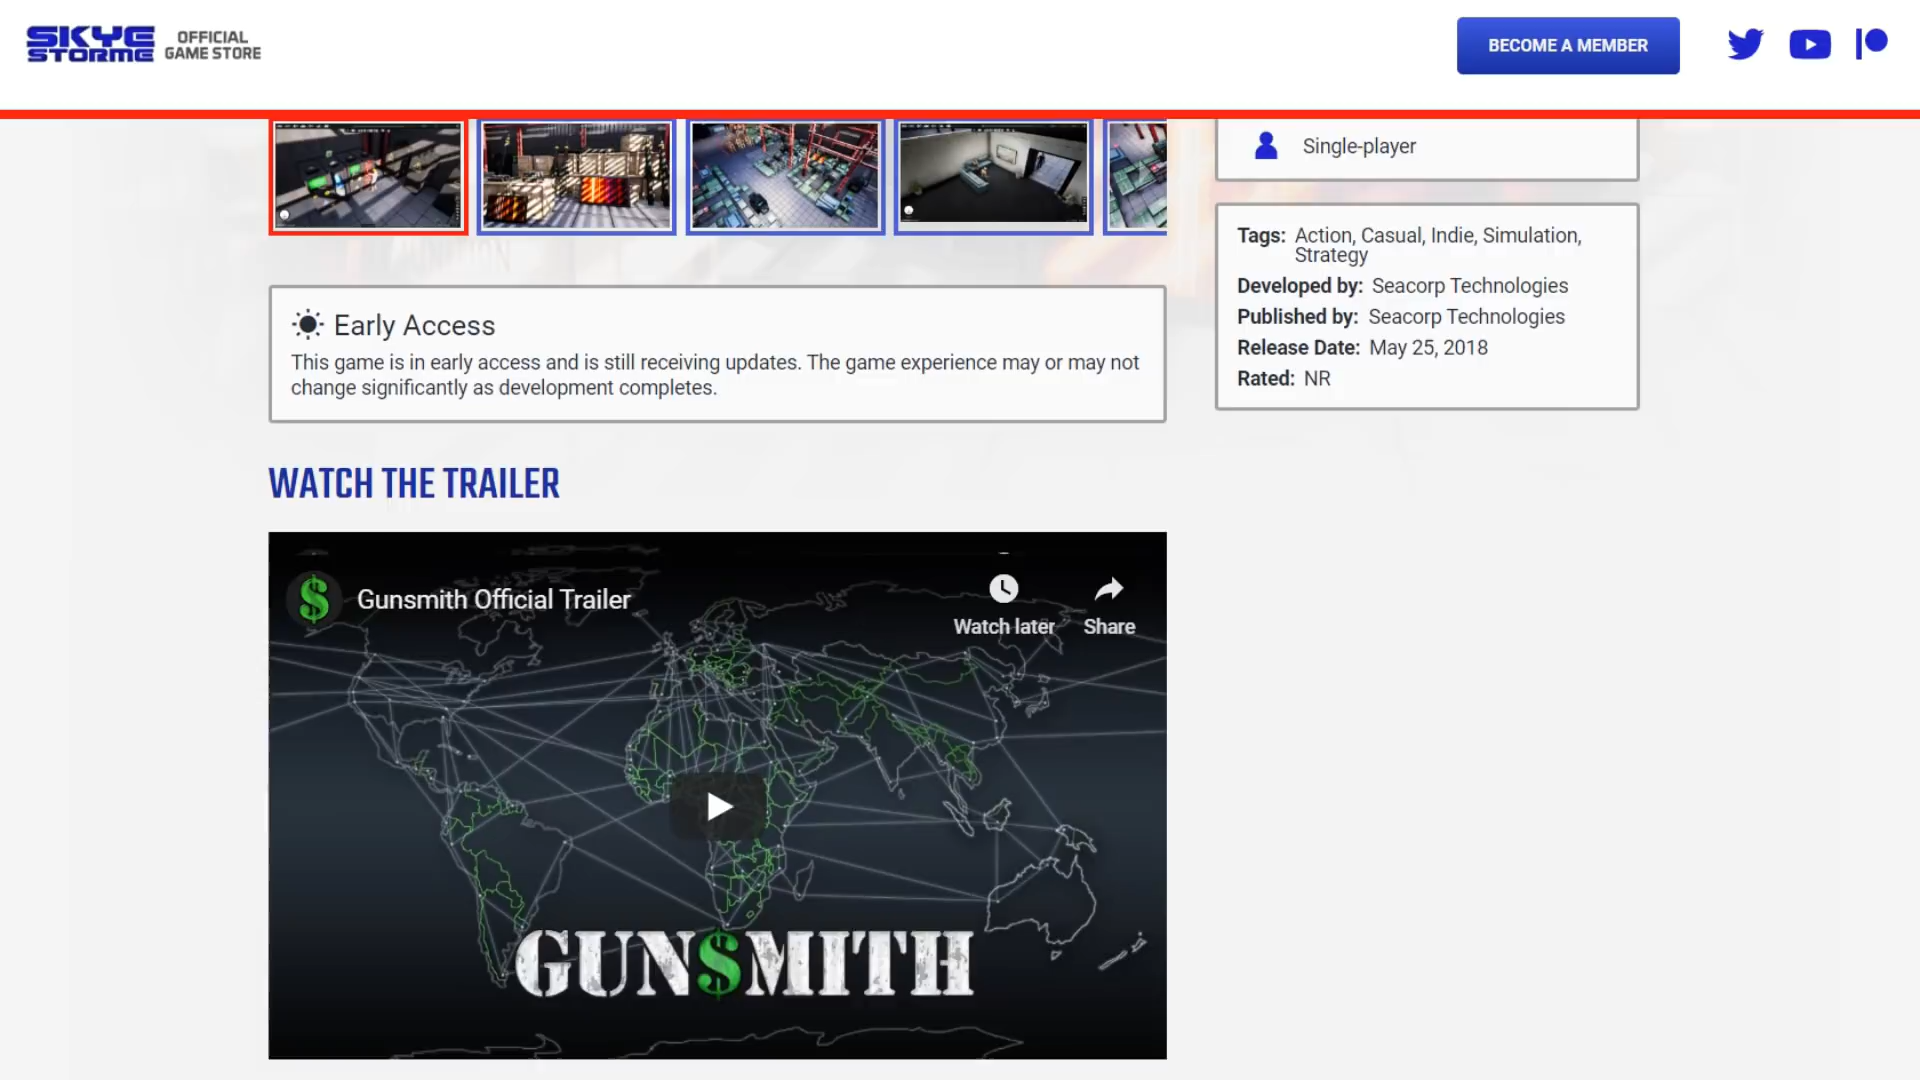 SKYE STORME
OFFICIAL
GAME STORE
BECOME A MEMBER
Single-player
Tags: Action, Casual, Indie, Simulation,
Strategy
Developed by: Seacorp Technologies
Published by: Seacorp Technologies
Release Date: May 25, 2018
Rated: NR
Early Access
This game is in early access and is still receiving updates. The game experience may or may not
change significantly as development completes.
WATCH THE TRAILER
$
Gunsmith Official Trailer
Watch later
Share
GUN$MITH